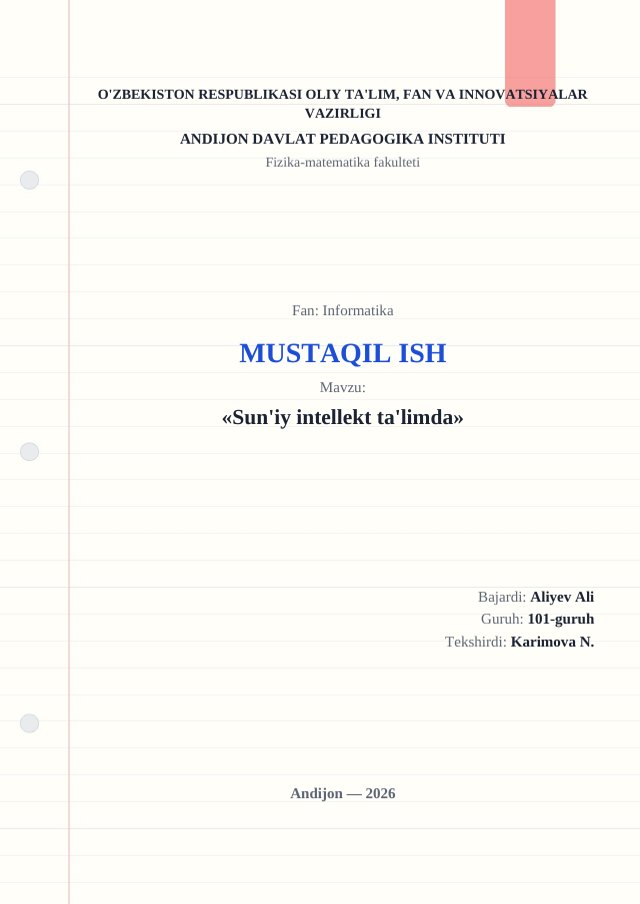 O'ZBEKISTON RESPUBLIKASI OLIY TA'LIM, FAN VA INNOVATSIYALAR
VAZIRLIGI
ANDIJON DAVLAT PEDAGOGIKA INSTITUTI
Fizika-matematika fakulteti
Fan: Informatika
MUSTAQIL ISH
Mavzu:
«Sun'iy intellekt ta'limda»
Bajardi: Aliyev Ali
Guruh: 101-guruh
Tekshirdi: Karimova N.
Andijon — 2026